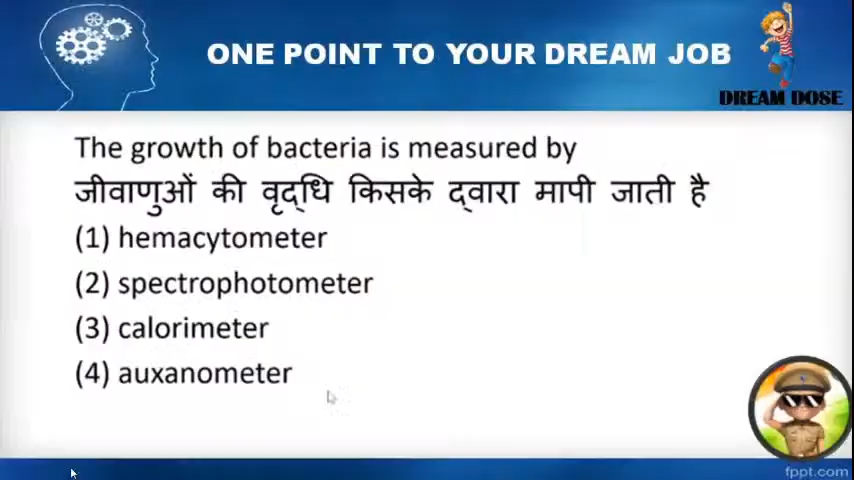 ONE POINT TO YOUR DREAM JOB
DREAM DOSE
The growth of bacteria is measured by
जीवाणुओं की वृद्धि किसके द्वारा मापी जाती है
(1) hemacytometer
(2) spectrophotometer
(3) calorimeter
(4) auxanometer
fppt.com